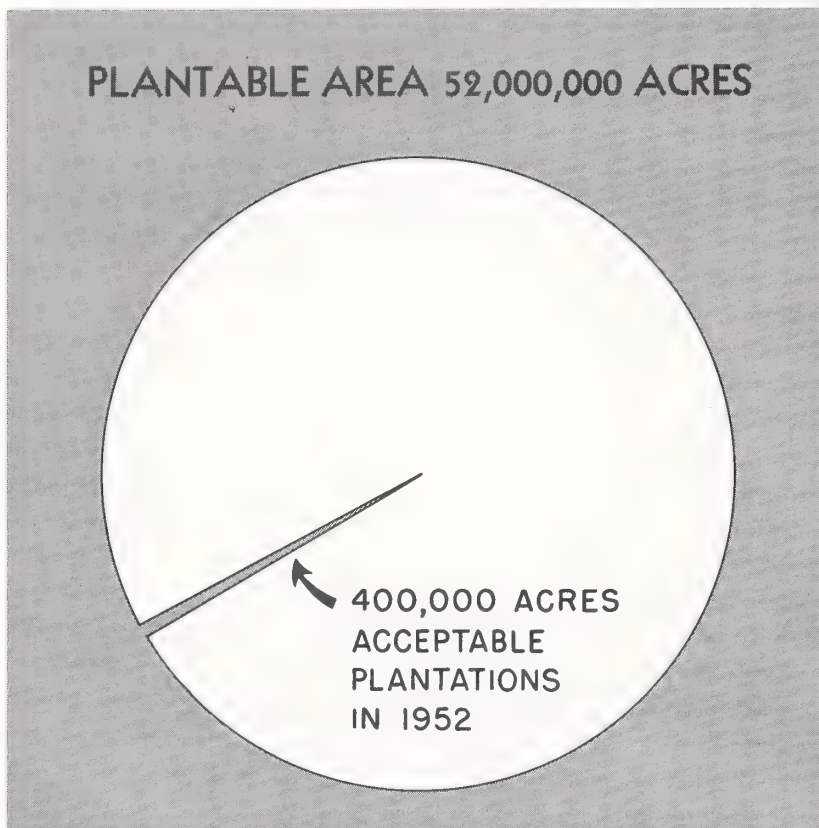 PLANTABLE AREA 52,000,000 ACRES
400,000 ACRES
ACCEPTABLE
PLANTATIONS
IN 1952